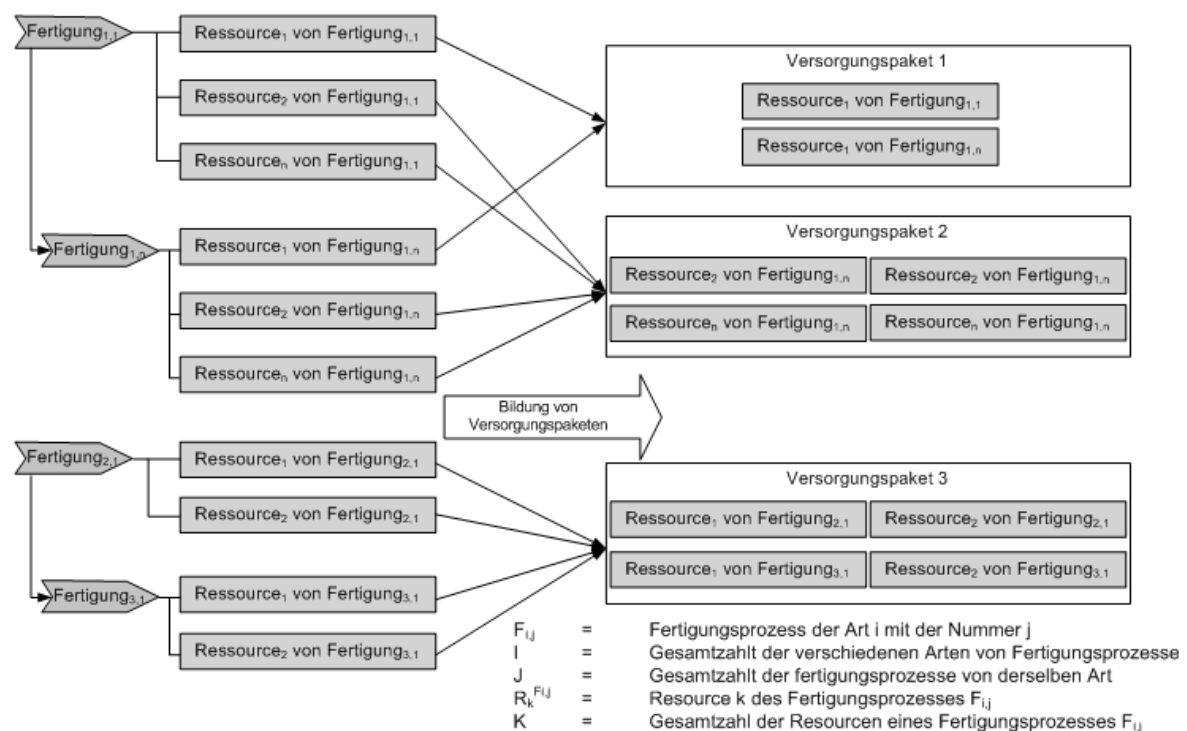 Fertigung1,1
Ressource1 von Fertigung1,1
Ressource2 von Fertigung1,1
Ressourcen von Fertigung1,1
Fertigung1,n
Ressource1 von Fertigung1,n
Ressource2 von Fertigung1,n
Ressourcen von Fertigung1,n
Versorgungspaket 1
Ressource1 von Fertigung1,1
Ressource1 von Fertigung1,n
Versorgungspaket 2
Ressource2 von Fertigung1,n Ressource2 von Fertigung1,n
Ressourcen von Fertigung1,n Ressourcen von Fertigung1,n
Bildung von
Versorgungspaketen
Fertigung2,1
Ressource1 von Fertigung2,1
Ressource2 von Fertigung2,1
Fertigung3,1
Ressource1 von Fertigung3,1
Ressource2 von Fertigung3,1
Versorgungspaket 3
Ressource1 von Fertigung2,1 Ressource2 von Fertigung2,1
Ressource1 von Fertigung3,1 Ressource2 von Fertigung3,1
Fi,j = Fertigungsprozess der Art i mit der Nummer j
I = Gesamtzahlt der verschiedenen Arten von Fertigungsprozesse
J = Gesamtzahlt der fertigungsprozesse von derselben Art
RkFi,j = Resource k des Fertigungsprozesses Fi,j
K = Gesamtzahl der Resourcen eines Fertigungsprozesses Fi,j